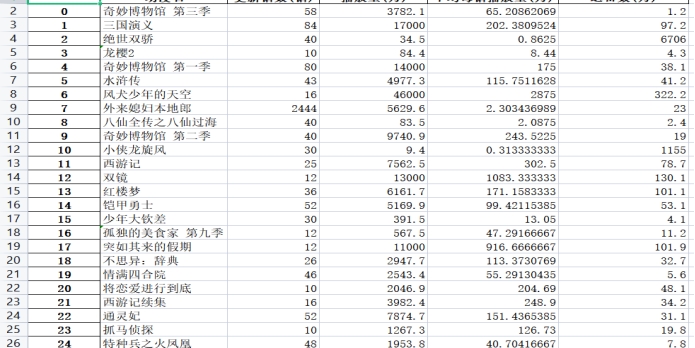 2 0 奇妙博物馆 第三季 58 3782.1 65.20862069 1.2
3 1 三国演义 84 17000 202.3809524 97.2
4 2 绝世双骄 40 34.5 0.8625 6706
5 3 龙樱2 10 84.4 8.44 4.3
6 4 奇妙博物馆 第一季 80 14000 175 38.1
7 5 水浒传 43 4977.3 115.7511628 41.2
8 6 风犬少年的天空 16 46000 2875 322.2
9 7 外来媳妇本地郎 2444 5629.6 2.303436989 23
10 8 八仙全传之八仙过海 40 83.5 2.0875 2.4
11 9 奇妙博物馆 第二季 40 9740.9 243.5225 19
12 10 小侠龙旋风 30 9.4 0.313333333 1155
13 11 西游记 25 7562.5 302.5 78.7
14 12 双镜 12 13000 1083.333333 130.1
15 13 红楼梦 36 6161.7 171.1583333 101.1
16 14 铠甲勇士 52 5169.9 99.42115385 53.1
17 15 少年大钦差 30 391.5 13.05 4.1
18 16 孤独的美食家 第九季 12 567.5 47.29166667 11.2
19 17 突如其来的假期 12 11000 916.6666667 101.9
20 18 不思异：辞典 26 2947.7 113.3730769 32.7
21 19 情满四合院 46 2543.4 55.29130435 5.6
22 20 将恋爱进行到底 10 2046.9 204.69 48.1
23 21 西游记续集 16 3982.4 248.9 34.2
24 22 通灵妃 52 7874.7 151.4365385 31.1
25 23 抓马侦探 10 1267.3 126.73 19.8
26 24 特种兵之火凤凰 48 1953.8 40.70416667 7.8